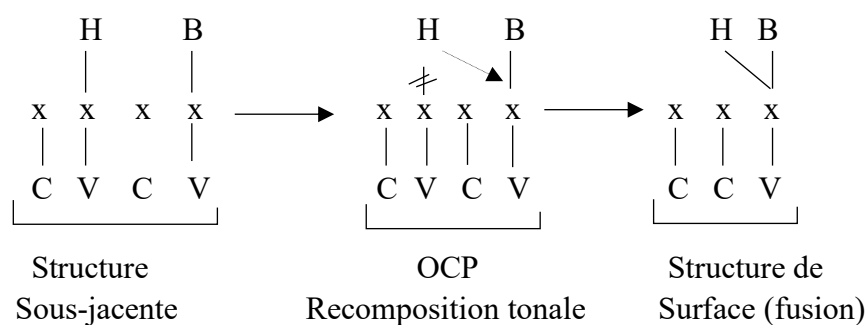 H B H B H B
x x x x x x x x x x x
C V C V C V C V C C V
Structure OCP Structure de
Sous-jacente Recomposition tonale Surface (fusion)